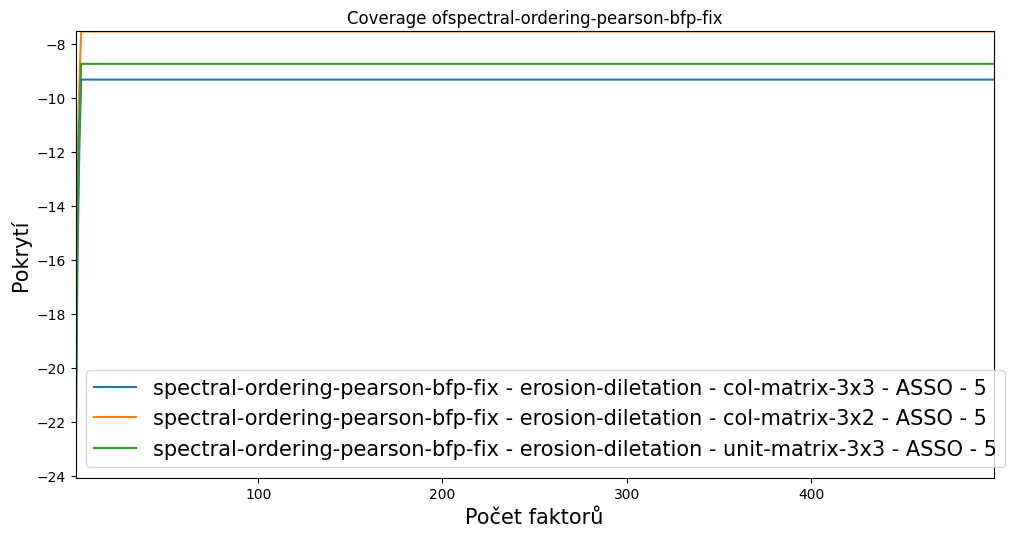 Coverage ofspectral-ordering-pearson-bfp-fix
−8
−10
−12
−14
−16
−18
−20
−22
−24
Pokrytí
spectral-ordering-pearson-bfp-fix - erosion-diletation - col-matrix-3x3 - ASSO - 5
spectral-ordering-pearson-bfp-fix - erosion-diletation - col-matrix-3x2 - ASSO - 5
spectral-ordering-pearson-bfp-fix - erosion-diletation - unit-matrix-3x3 - ASSO - 5
100 200 300 400
Počet faktorů